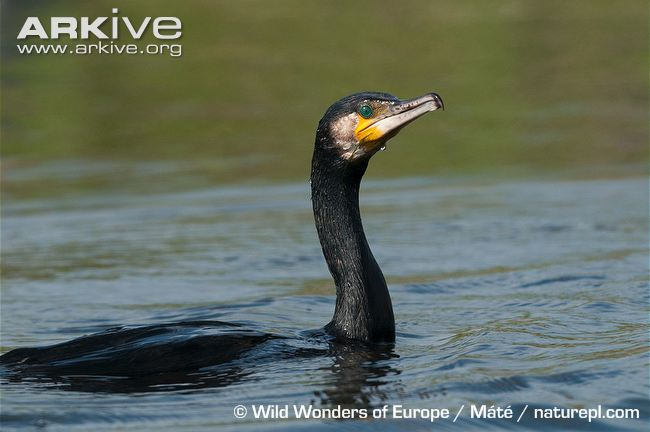 ARKIVE
www.arkive.org
© Wild Wonders of Europe / Máté / naturepl.com